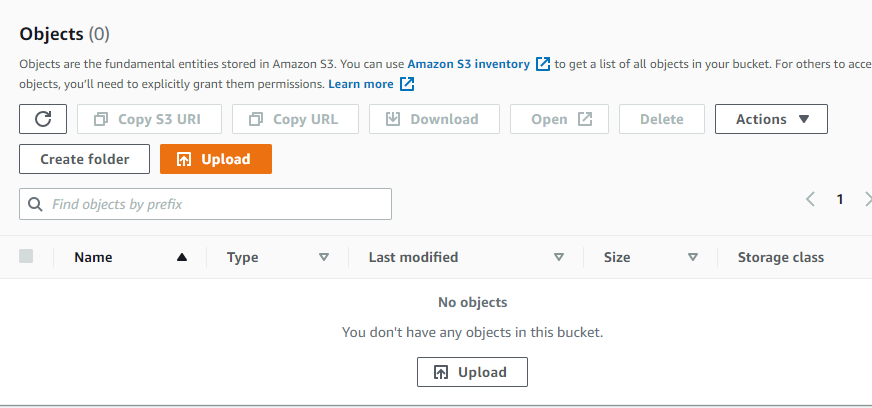 Objects (0)
Objects are the fundamental entities stored in Amazon S3. You can use Amazon S3 inventory to get a list of all objects in your bucket. For others to acce
objects, you'll need to explicitly grant them permissions. Learn more
Copy S3 URI Copy URL Download Open Delete Actions
Create folder Upload
Find objects by prefix 1
Name Type Last modified Size Storage class
No objects
You don't have any objects in this bucket.
Upload